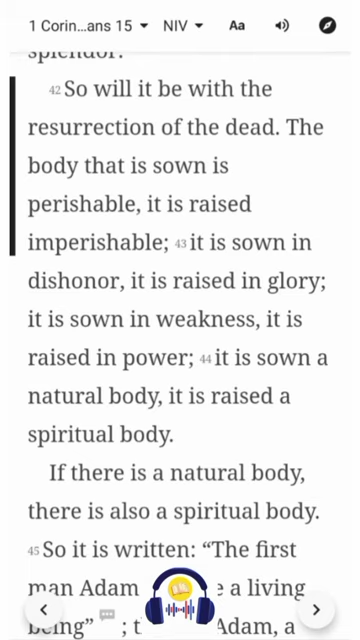 1 Corin...ans 15 NIV Aa
splendor.
42 So will it be with the
resurrection of the dead. The
body that is sown is
perishable, it is raised
imperishable; 43 it is sown in
dishonor, it is raised in glory;
it is sown in weakness, it is
raised in power; 44 it is sown a
natural body, it is raised a
spiritual body.
If there is a natural body,
there is also a spiritual body.
45 So it is written: “The first
man Adam e a living
being” ; t Adam, a